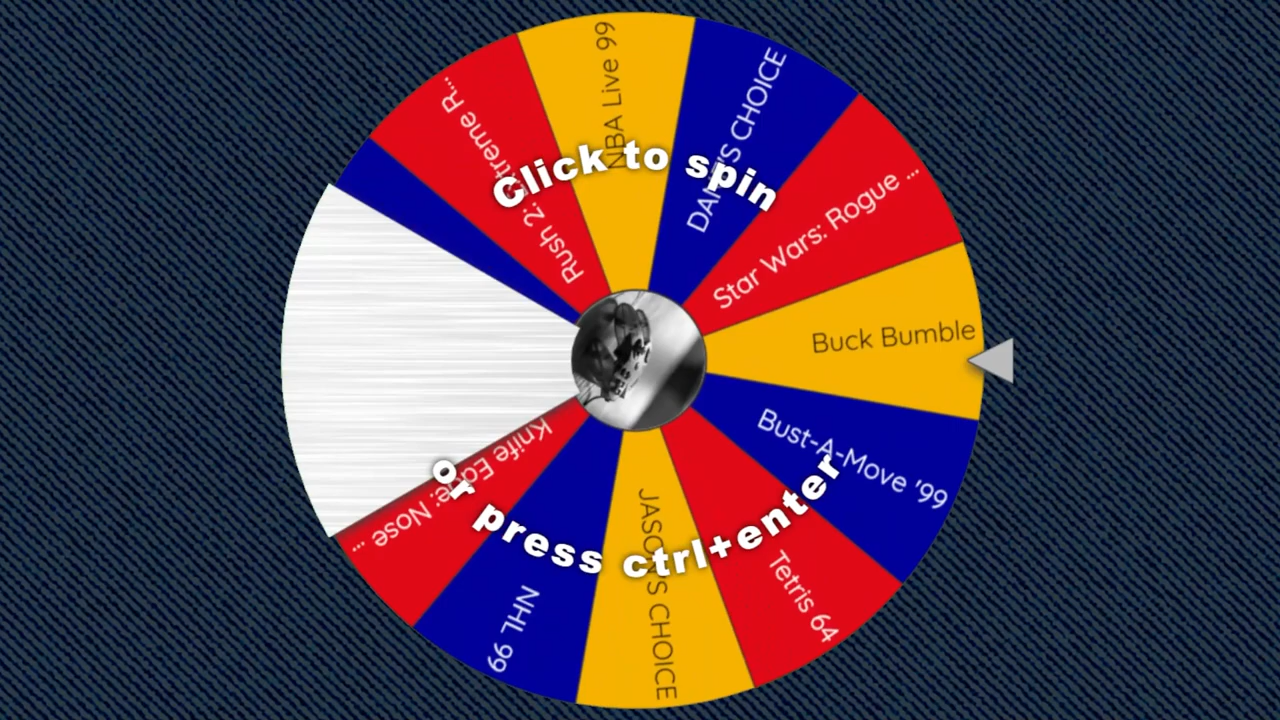 Click to spin
or press ctrl+enter
NBA Live 99
DAN'S CHOICE
Star Wars: Rogue ...
Buck Bumble
Bust-A-Move '99
Tetris 64
JASON'S CHOICE
NHL 99
Knife Edge: Nose ...
Rush 2: Extreme R...